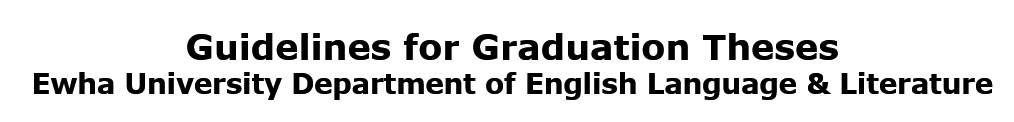 Guidelines for Graduation Theses
Ewha University Department of English Language & Literature